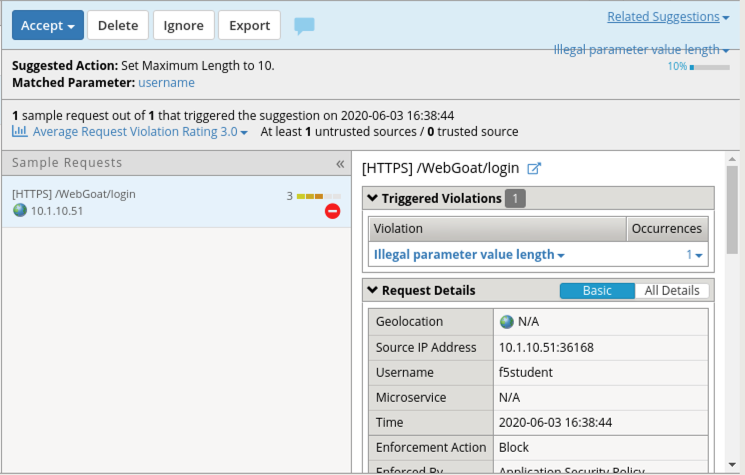 Accept Delete Ignore Export
Related Suggestions
Illegal parameter value length
10%
Suggested Action: Set Maximum Length to 10.
Matched Parameter: username
1 sample request out of 1 that triggered the suggestion on 2020-06-03 16:38:44
Average Request Violation Rating 3.0 At least 1 untrusted sources / 0 trusted source
Sample Requests «
[HTTPS] /WebGoat/login 3
10.1.10.51
[HTTPS] /WebGoat/login
Triggered Violations 1
Violation Occurrences
Illegal parameter value length 1
Request Details Basic All Details
Geolocation N/A
Source IP Address 10.1.10.51:36168
Username f5student
Microservice N/A
Time 2020-06-03 16:38:44
Enforcement Action Block
Enforced By Application Security Policy